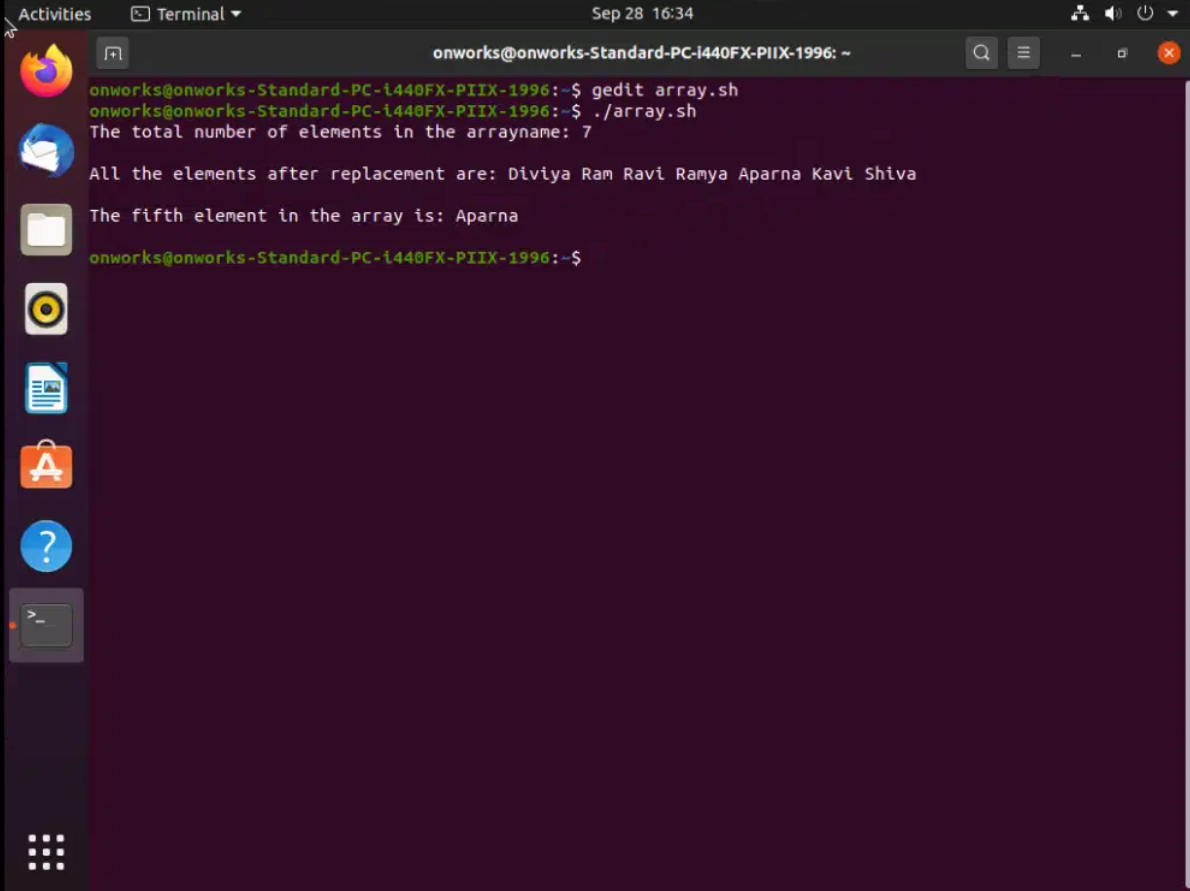 Activities
Terminal
Sep 28 16:34
onworks@onworks-Standard-PC-i440FX-PIIX-1996: ~
onworks@onworks-Standard-PC-i440FX-PIIX-1996:~$ gedit array.sh
onworks@onworks-Standard-PC-i440FX-PIIX-1996:~$ ./array.sh
The total number of elements in the arrayname: 7
All the elements after replacement are: Diviya Ram Ravi Ramya Aparna Kavi Shiva
The fifth element in the array is: Aparna
onworks@onworks-Standard-PC-i440FX-PIIX-1996:~$